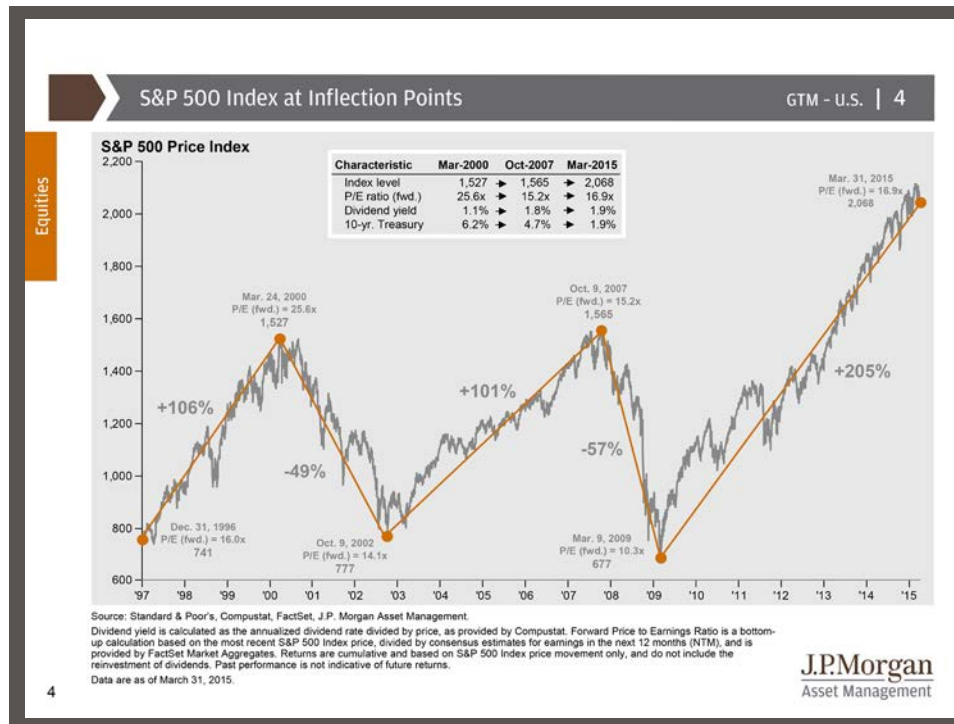 S&P 500 Index at Inflection Points
GTM – U.S. | 4
Equities
S&P 500 Price Index
Characteristic Mar-2000 Oct-2007 Mar-2015
Index level 1,527 → 1,565 → 2,068
P/E ratio (fwd.) 25.6x → 15.2x → 16.9x
Dividend yield 1.1% → 1.8% → 1.9%
10-yr. Treasury 6.2% → 4.7% → 1.9%
2,200
2,000
1,800
1,600
1,400
1,200
1,000
800
600
Mar. 31, 2015
P/E (fwd.) = 16.9x
2,068
Mar. 24, 2000
P/E (fwd.) = 25.6x
1,527
Oct. 9, 2007
P/E (fwd.) = 15.2x
1,565
+106%
-49%
+101%
-57%
+205%
Dec. 31, 1996
P/E (fwd.) = 16.0x
741
Oct. 9, 2002
P/E (fwd.) = 14.1x
777
Mar. 9, 2009
P/E (fwd.) = 10.3x
677
'97 '98 '99 '00 '01 '02 '03 '04 '05 '06 '07 '08 '09 '10 '11 '12 '13 '14 '15
Source: Standard & Poor's, Compustat, FactSet, J.P. Morgan Asset Management.
Dividend yield is calculated as the annualized dividend rate divided by price, as provided by Compustat. Forward Price to Earnings Ratio is a bottom-
up calculation based on the most recent S&P 500 Index price, divided by consensus estimates for earnings in the next 12 months (NTM), and is
provided by FactSet Market Aggregates. Returns are cumulative and based on S&P 500 Index price movement only, and do not include the
reinvestment of dividends. Past performance is not indicative of future returns.
Data are as of March 31, 2015.
4
J.P.Morgan
Asset Management